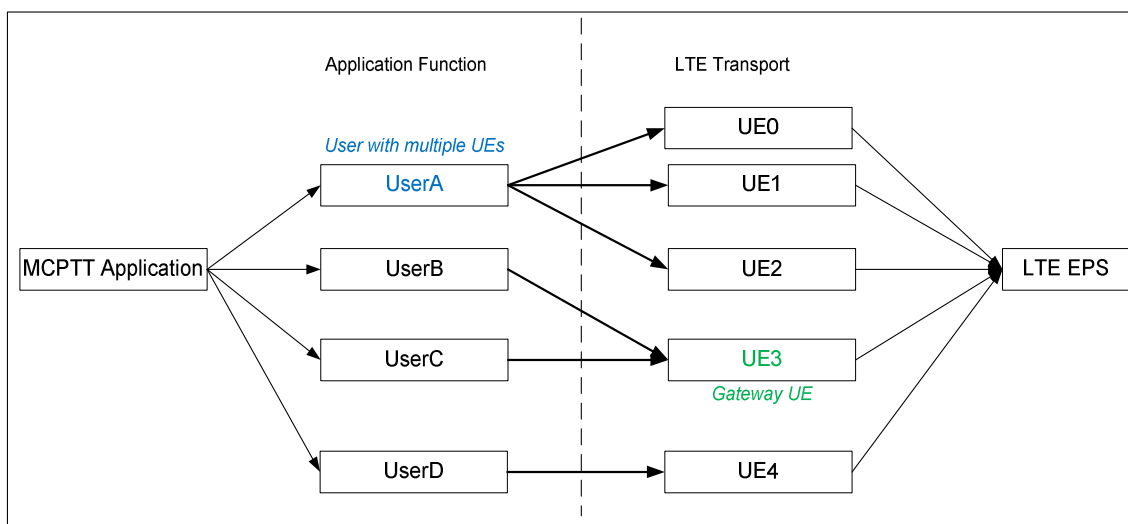 Application Function
LTE Transport
UE0
User with multiple UEs
UserA
UE1
MCPTT Application
UserB
UE2
LTE EPS
UserC
UE3
Gateway UE
UserD
UE4